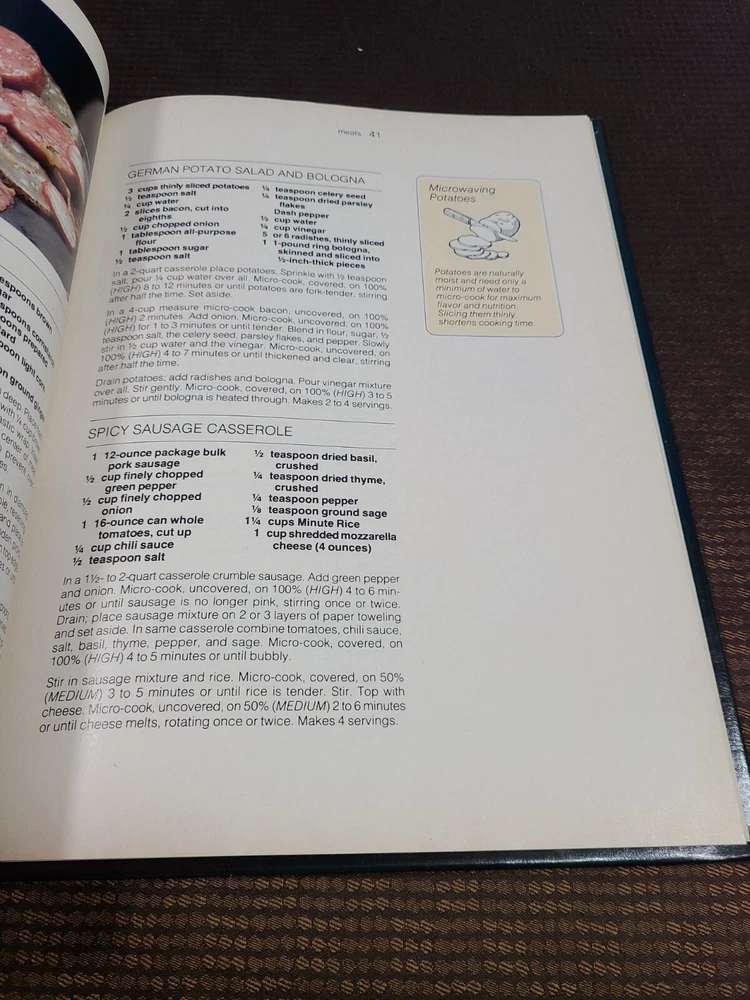 meats 41
GERMAN POTATO SALAD AND BOLOGNA
3 cups thinly sliced potatoes
½ teaspoon salt
¼ cup water
2 slices bacon, cut into
eighths
½ cup chopped onion
1 tablespoon all-purpose
flour
1 tablespoon sugar
½ teaspoon salt
¼ teaspoon celery seed
¼ teaspoon dried parsley
flakes
Dash pepper
½ cup water
¼ cup vinegar
5 or 6 radishes, thinly sliced
1 1-pound ring bologna,
skinned and sliced into
½-inch-thick pieces
In a 2-quart casserole place potatoes. Sprinkle with ½ teaspoon
salt; pour ¼ cup water over all. Micro-cook, covered, on 100%
(HIGH) 8 to 12 minutes or until potatoes are fork-tender, stirring
after half the time. Set aside.
In a 4-cup measure micro-cook bacon, uncovered, on 100%
(HIGH) 2 minutes. Add onion. Micro-cook, uncovered, on 100%
(HIGH) for 1 to 3 minutes or until tender. Blend in flour, sugar, ½
teaspoon salt, the celery seed, parsley flakes, and pepper. Slowly
stir in ½ cup water and the vinegar. Micro-cook, uncovered, on
100% (HIGH) 4 to 7 minutes or until thickened and clear, stirring
after half the time.
Drain potatoes; add radishes and bologna. Pour vinegar mixture
over all. Stir gently. Micro-cook, covered, on 100% (HIGH) 3 to 5
minutes or until bologna is heated through. Makes 2 to 4 servings.
SPICY SAUSAGE CASSEROLE
1 12-ounce package bulk
pork sausage
½ cup finely chopped
green pepper
½ cup finely chopped
onion
1 16-ounce can whole
tomatoes, cut up
¼ cup chili sauce
½ teaspoon salt
½ teaspoon dried basil,
crushed
¼ teaspoon dried thyme,
crushed
¼ teaspoon pepper
⅛ teaspoon ground sage
1¼ cups Minute Rice
1 cup shredded mozzarella
cheese (4 ounces)
In a 1½- to 2-quart casserole crumble sausage. Add green pepper
and onion. Micro-cook, uncovered, on 100% (HIGH) 4 to 6 min-
utes or until sausage is no longer pink, stirring once or twice.
Drain; place sausage mixture on 2 or 3 layers of paper toweling
and set aside. In same casserole combine tomatoes, chili sauce,
salt, basil, thyme, pepper, and sage. Micro-cook, covered, on
100% (HIGH) 4 to 5 minutes or until bubbly.
Stir in sausage mixture and rice. Micro-cook, covered, on 50%
(MEDIUM) 3 to 5 minutes or until rice is tender. Stir. Top with
cheese. Micro-cook, uncovered, on 50% (MEDIUM) 2 to 6 minutes
or until cheese melts, rotating once or twice. Makes 4 servings.
Microwaving
Potatoes
Potatoes are naturally
moist and need only a
minimum of water to
micro-cook for maximum
flavor and nutrition.
Slicing them thinly
shortens cooking time.